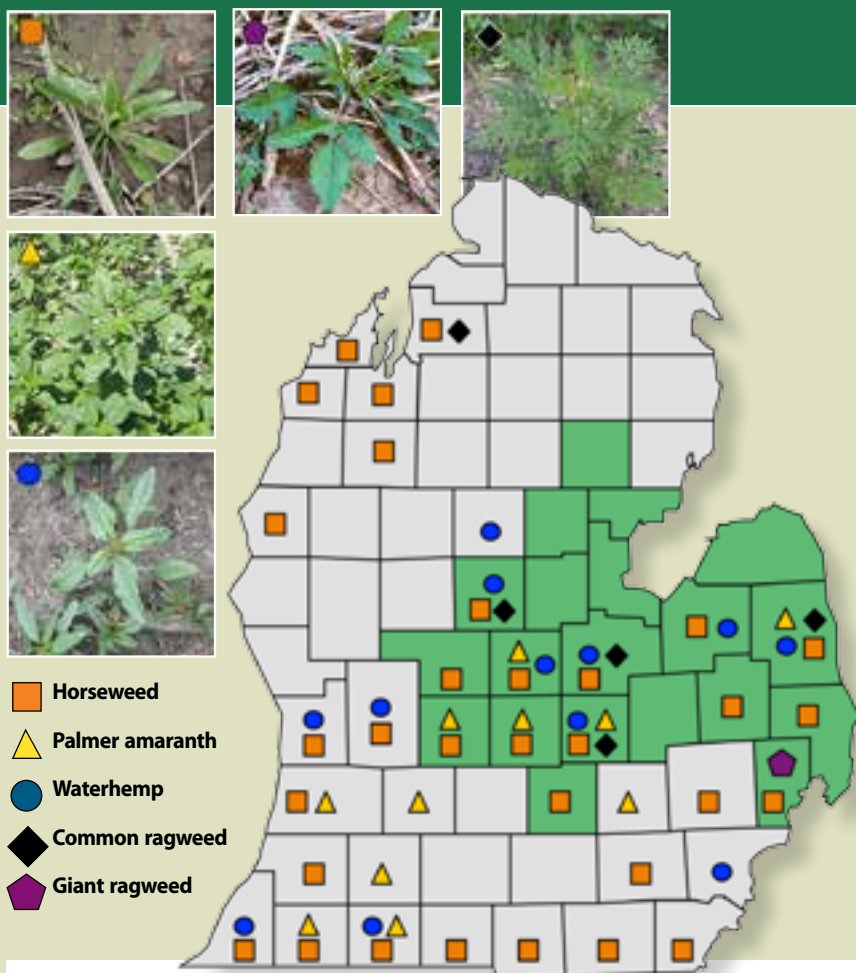 Horseweed
Palmer amaranth
Waterhemp
Common ragweed
Giant ragweed